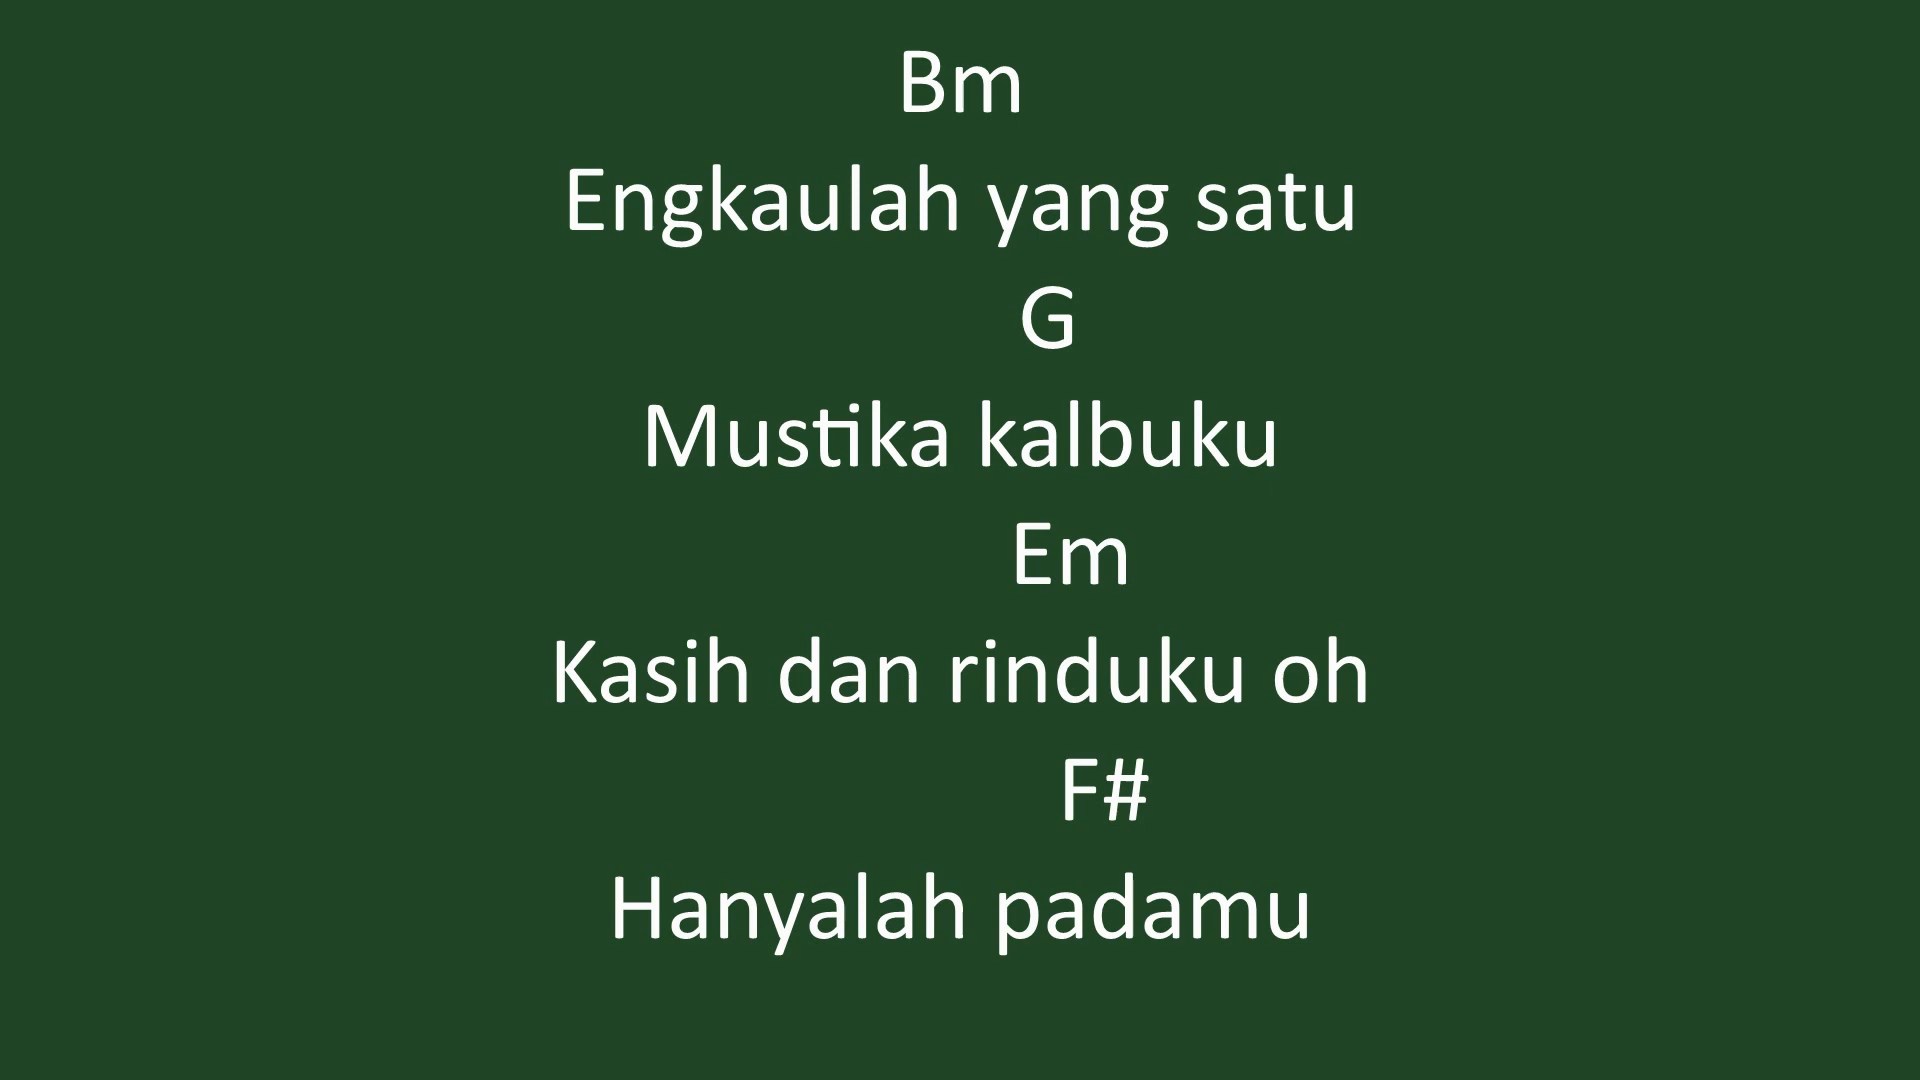 Bm
Engkaulah yang satu
G
Mustika kalbuku
Em
Kasih dan rinduku oh
F#
Hanyalah padamu